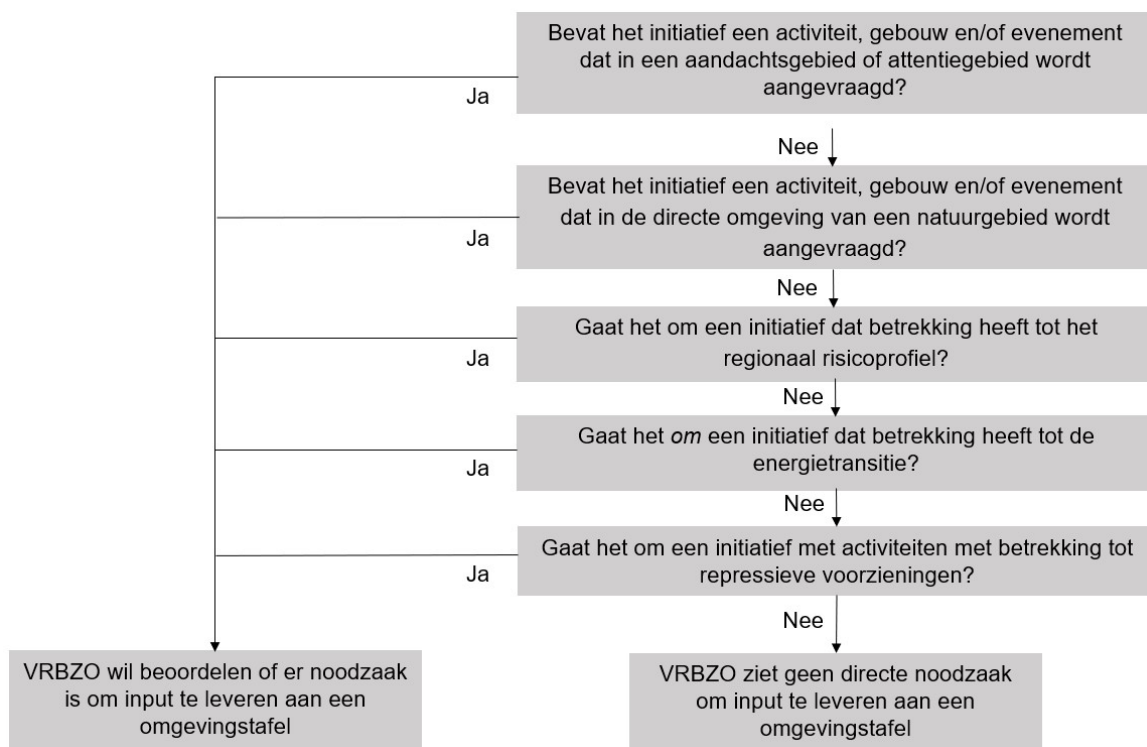 Bevat het initiatief een activiteit, gebouw en/of evenement
dat in een aandachtsgebied of attentiegebied wordt
aangevraagd?
Ja
Nee
Bevat het initiatief een activiteit, gebouw en/of evenement
dat in de directe omgeving van een natuurgebied wordt
aangevraagd?
Ja
Nee
Gaat het om een initiatief dat betrekking heeft tot het
regionaal risicoprofiel?
Ja
Nee
Gaat het om een initiatief dat betrekking heeft tot de
energietransitie?
Ja
Nee
Gaat het om een initiatief met activiteiten met betrekking tot
repressieve voorzieningen?
Ja
Nee
VRBZO wil beoordelen of er noodzaak
is om input te leveren aan een
omgevingstafel
VRBZO ziet geen directe noodzaak
om input te leveren aan een
omgevingstafel